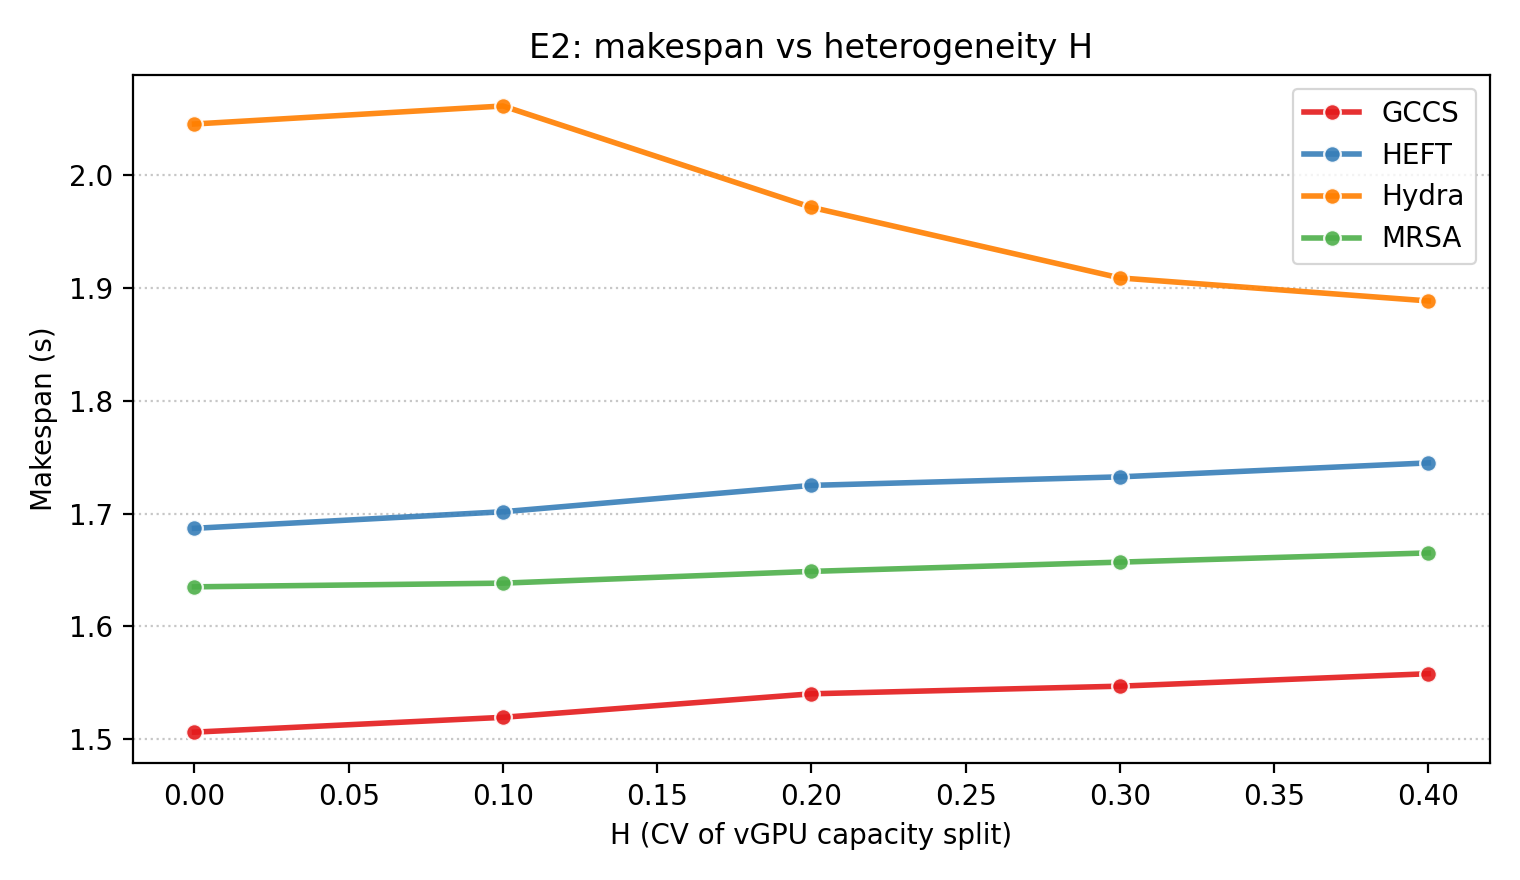 E2: makespan vs heterogeneity H
GCCS
HEFT
Hydra
MRSA
Makespan (s)
2.0
1.9
1.8
1.7
1.6
1.5
0.00 0.05 0.10 0.15 0.20 0.25 0.30 0.35 0.40
H (CV of vGPU capacity split)